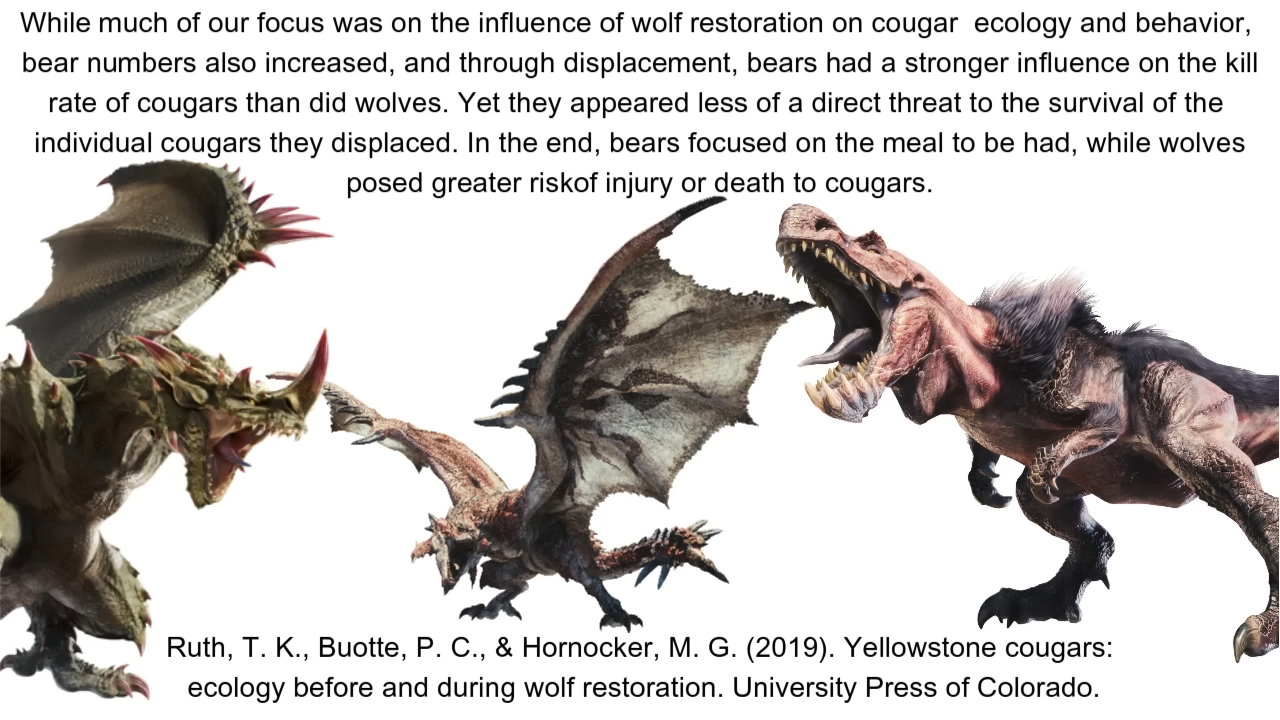 While much of our focus was on the influence of wolf restoration on cougar  ecology and behavior,
bear numbers also increased, and through displacement, bears had a stronger influence on the kill
rate of cougars than did wolves. Yet they appeared less of a direct threat to the survival of the
individual cougars they displaced. In the end, bears focused on the meal to be had, while wolves
posed greater riskof injury or death to cougars.
Ruth, T. K., Buotte, P. C., & Hornocker, M. G. (2019). Yellowstone cougars:
ecology before and during wolf restoration. University Press of Colorado.